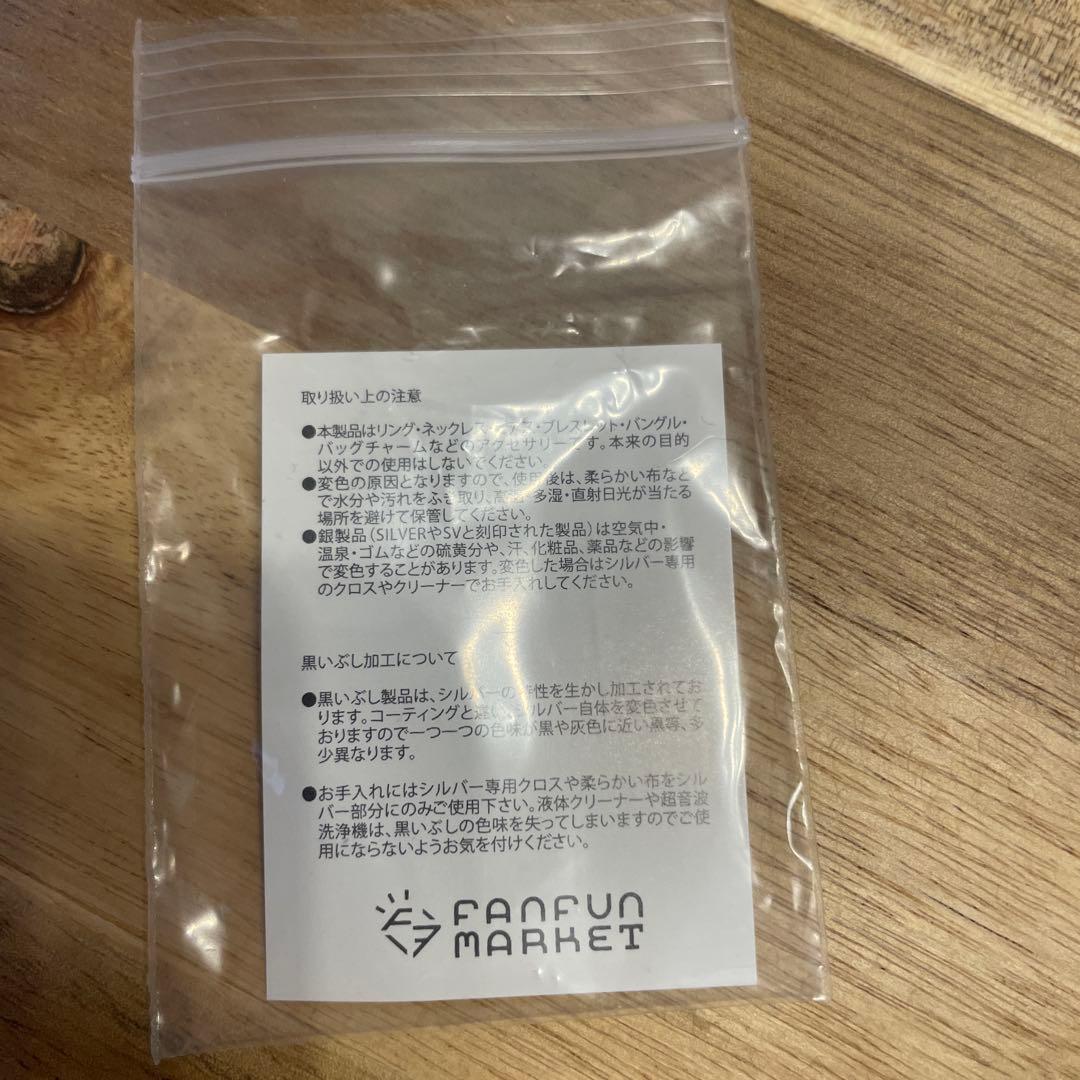 取り扱い上の注意
●本製品はリング・ネックレス・ピアス・ブレスレット・バングル・
バッグチャームなどのアクセサリーです。本来の目的
以外での使用はしないでください。
●変色の原因となりますので、使用後は、柔らかい布など
で水分や汚れをふき取り、高温・多湿・直射日光が当たる
場所を避けて保管してください。
●銀製品（SILVERやSVと刻印された製品）は空気中・
温泉・ゴムなどの硫黄分や、汗、化粧品、薬品などの影響
で変色することがあります。変色した場合はシルバー専用
のクロスやクリーナーでお手入れしてください。
黒いぶし加工について
●黒いぶし製品は、シルバーの特性を生かし加工されてお
ります。コーティングと違い、シルバー自体を変色させて
おりますので一つ一つの色味が黒や灰色に近い黒等、多
少異なります。
●お手入れにはシルバー専用クロスや柔らかい布をシル
バー部分にのみご使用下さい。液体クリーナーや超音波
洗浄機は、黒いぶしの色味を失ってしまいますのでご使
用にならないようお気を付けください。
FANFUN
MARKET